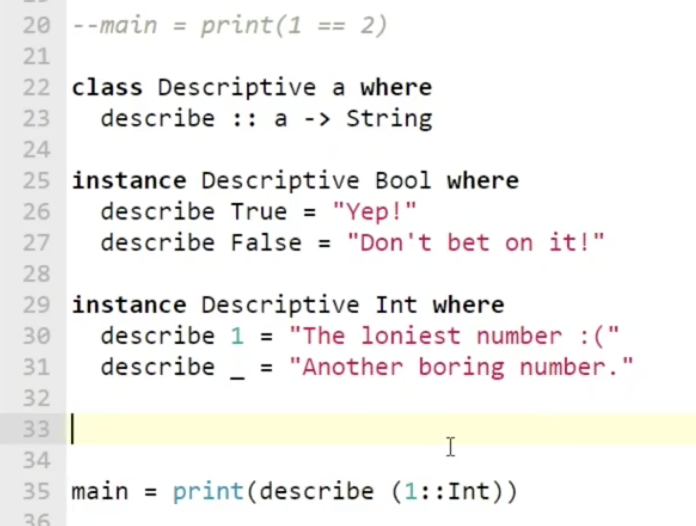 20 --main = print(1 == 2)
21
22 class Descriptive a where
23   describe :: a -> String
24
25 instance Descriptive Bool where
26   describe True = "Yep!"
27   describe False = "Don't bet on it!"
28
29 instance Descriptive Int where
30   describe 1 = "The loniest number :("
31   describe _ = "Another boring number."
32
33
34
35 main = print(describe (1::Int))
36